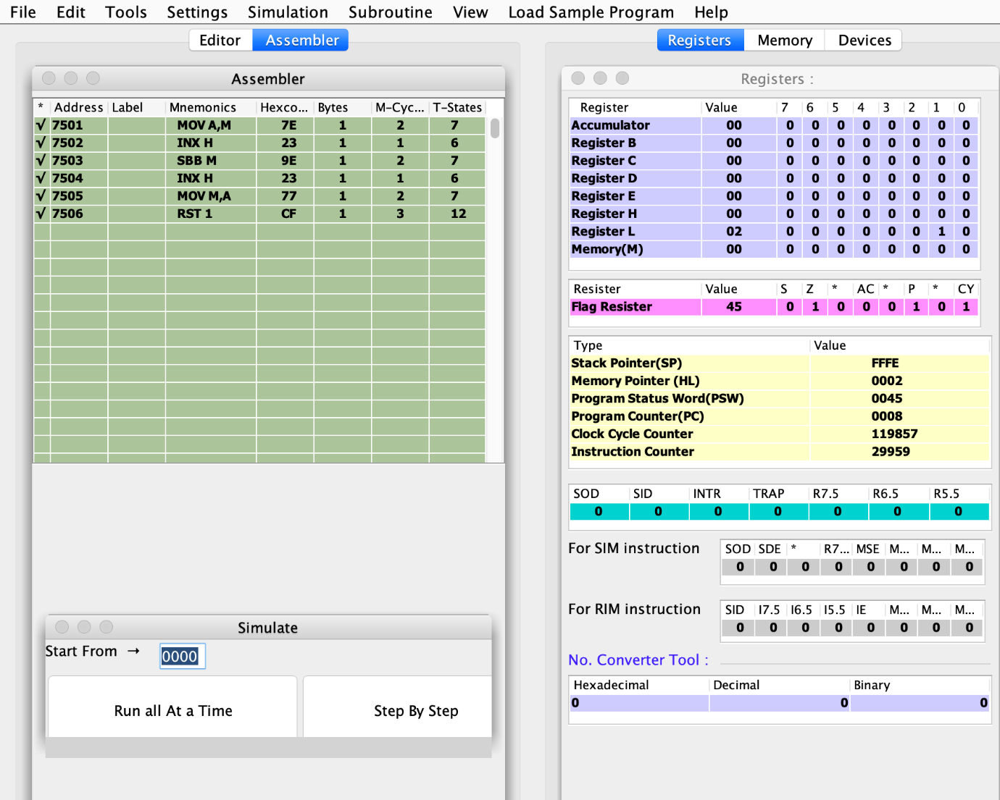 File Edit Tools Settings Simulation Subroutine View Load Sample Program Help
Editor Assembler
Assembler
* Address Label Mnemonics Hexco... Bytes M-Cyc... T-States
√ 7501 MOV A,M 7E 1 2 7
√ 7502 INX H 23 1 1 6
√ 7503 SBB M 9E 1 2 7
√ 7504 INX H 23 1 1 6
√ 7505 MOV M,A 77 1 2 7
√ 7506 RST 1 CF 1 3 12
Simulate
Start From → 0000
Run all At a Time Step By Step
Registers Memory Devices
Registers :
Register Value 7 6 5 4 3 2 1 0
Accumulator 00 0 0 0 0 0 0 0 0
Register B 00 0 0 0 0 0 0 0 0
Register C 00 0 0 0 0 0 0 0 0
Register D 00 0 0 0 0 0 0 0 0
Register E 00 0 0 0 0 0 0 0 0
Register H 00 0 0 0 0 0 0 0 0
Register L 02 0 0 0 0 0 0 1 0
Memory(M) 00 0 0 0 0 0 0 0 0
Resister Value S Z * AC * P * CY
Flag Resister 45 0 1 0 0 0 1 0 1
Type Value
Stack Pointer(SP) FFFE
Memory Pointer (HL) 0002
Program Status Word(PSW) 0045
Program Counter(PC) 0008
Clock Cycle Counter 119857
Instruction Counter 29959
SOD SID INTR TRAP R7.5 R6.5 R5.5
0 0 0 0 0 0 0
For SIM instruction
SOD SDE * R7... MSE M... M... M...
0 0 0 0 0 0 0 0
For RIM instruction
SID I7.5 I6.5 I5.5 IE M... M... M...
0 0 0 0 0 0 0 0
No. Converter Tool :
Hexadecimal Decimal Binary
0 0 0